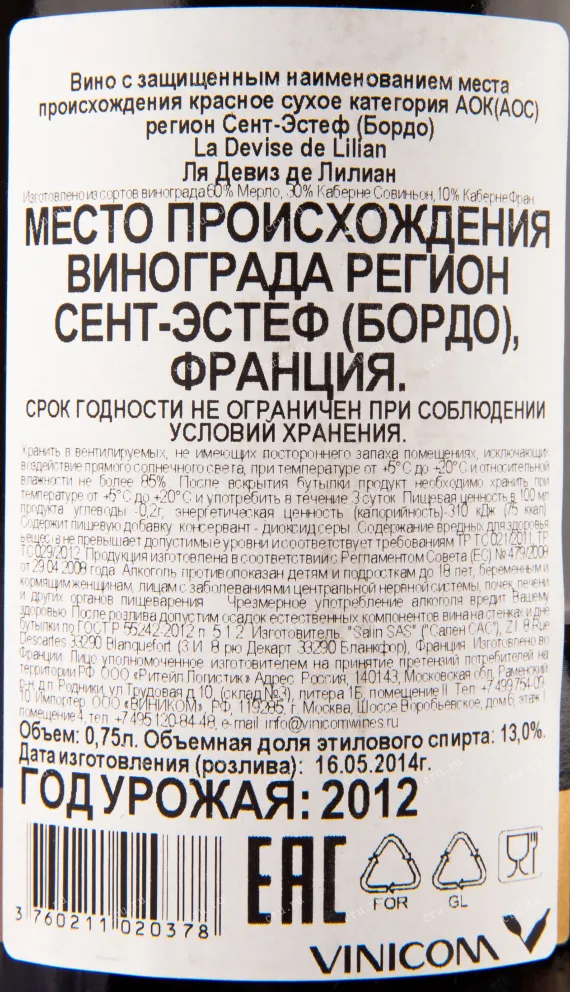 Вино с защищенным наименованием места
происхождения красное сухое категория АОК(АОС)
регион Сент-Эстеф (Бордо)
La Devise de Lilian
Ля Девиз де Лилиан
Изготовлено из сортов винограда 60% Мерло, 30% Каберне Совиньон, 10% Каберне Фран.
МЕСТО ПРОИСХОЖДЕНИЯ
ВИНОГРАДА РЕГИОН
СЕНТ-ЭСТЕФ (БОРДО),
ФРАНЦИЯ.
СРОК ГОДНОСТИ НЕ ОГРАНИЧЕН ПРИ СОБЛЮДЕНИИ
УСЛОВИЙ ХРАНЕНИЯ.
Хранить в вентилируемых, не имеющих постороннего запаха помещениях, исключающих
воздействие прямого солнечного света, при температуре от +5°С до +20°С и относительной
влажности не более 85%. После вскрытия бутылки продукт необходимо хранить при
температуре от +5°С до +20°С и употребить в течение 3 суток. Пищевая ценность в 100 мл
продукта углеводы -0,2г, энергетическая ценность (калорийность)-310 кДж (75 ккал).
Содержит пищевую добавку консервант - диоксид серы. Содержание вредных для здоровья
веществ не превышает допустимые уровни и соответствует требованиям ТР ТС 021/2011, ТР
ТС 029/2012. Продукция изготовлена в соответствии с Регламентом Совета (ЕС) № 479/2008
от 29.04.2008 года. Алкоголь противопоказан детям и подросткам до 18 лет, беременным и
кормящим женщинам, лицам с заболеваниями центральной нервной системы, почек, печени
и других органов пищеварения. Чрезмерное употребление алкоголя вредит Вашему
здоровью. После розлива допустим осадок естественных компонентов вина на стенках и дне
бутылки по ГОСТ Р 55242-2012 п. 5.1.2. Изготовитель: "Salin SAS" ("Сален САС"), Z.I. 8 Rue
Descartes 33290 Blanquefort (З.И. 8 рю Декарт 33290 Бланкфор), Франция. Изготовлено во
Франции. Лицо уполномоченное изготовителем на принятие претензий потребителей на
территории РФ ООО «Ритейл Логистик» Адрес: Россия, 140143, Московская обл, Раменский
р-н, д.п. Родники, ул Трудовая д.10, (склад №3), литера 1Б, помещение II. Тел. +7 499 754-09-
10. Импортер: ООО «ВИНИКОМ», РФ, 119285, г. Москва, Шоссе Воробьевское, дом 6, этаж 1,
помещение 4, тел. +7 495 120-84-48, e-mail: info@vinicomwines.ru
Объем: 0,75л. Объемная доля этилового спирта: 13,0%.
Дата изготовления (розлива): 16.05.2014г.
ГОД УРОЖАЯ: 2012
EAC
FOR
GL
3 760211 020378
VINICOM